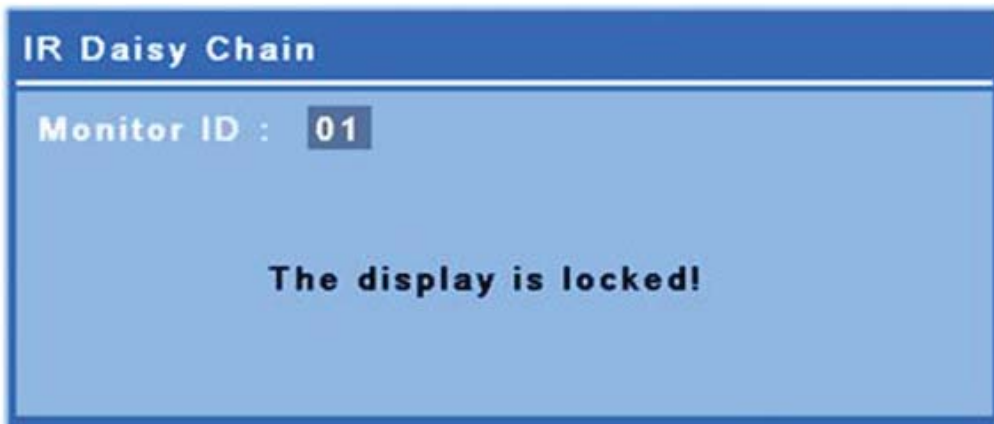 IR Daisy Chain
Monitor ID : 01
The display is locked!